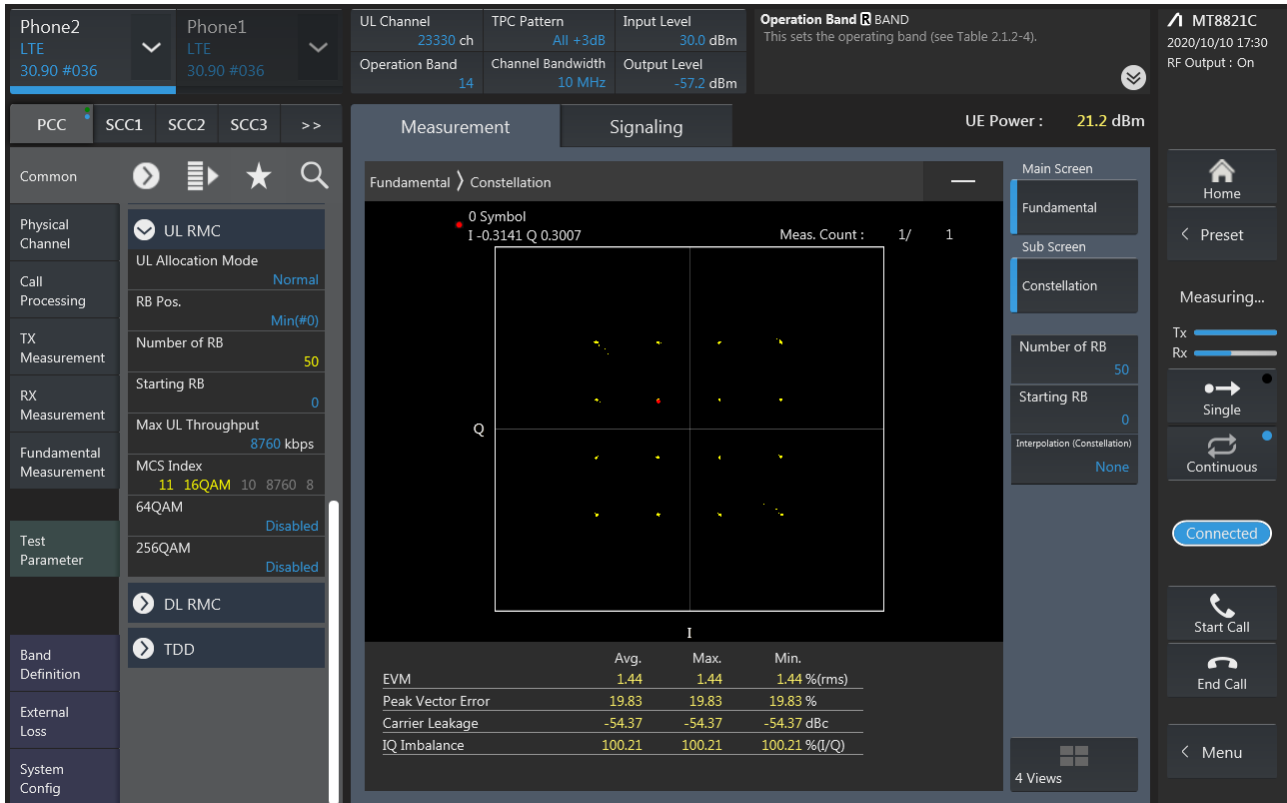 Phone2
LTE
30.90 #036
Phone1
LTE
30.90 #036
UL Channel
23330 ch
TPC Pattern
All +3dB
Input Level
30.0 dBm
Operation Band
14
Channel Bandwidth
10 MHz
Output Level
-57.2 dBm
Operation Band R BAND
This sets the operating band (see Table 2.1.2-4).
MT8821C
2020/10/10 17:30
RF Output : On
PCC SCC1 SCC2 SCC3 >>
Measurement Signaling
UE Power : 21.2 dBm
Common
Physical
Channel
Call
Processing
TX
Measurement
RX
Measurement
Fundamental
Measurement
Test
Parameter
Band
Definition
External
Loss
System
Config
UL RMC
UL Allocation Mode
Normal
RB Pos.
Min(#0)
Number of RB
50
Starting RB
0
Max UL Throughput
8760 kbps
MCS Index
11 16QAM 10 8760 8
64QAM
Disabled
256QAM
Disabled
DL RMC
TDD
Fundamental 〉 Constellation
0 Symbol
I -0.3141 Q 0.3007
Meas. Count : 1/ 1
Q
I
Avg. Max. Min.
EVM 1.44 1.44 1.44 %(rms)
Peak Vector Error 19.83 19.83 19.83 %
Carrier Leakage -54.37 -54.37 -54.37 dBc
IQ Imbalance 100.21 100.21 100.21 %(I/Q)
Main Screen
Fundamental
Sub Screen
Constellation
Number of RB
50
Starting RB
0
Interpolation (Constellation)
None
4 Views
Home
< Preset
Measuring...
Tx
Rx
Single
Continuous
Connected
Start Call
End Call
< Menu